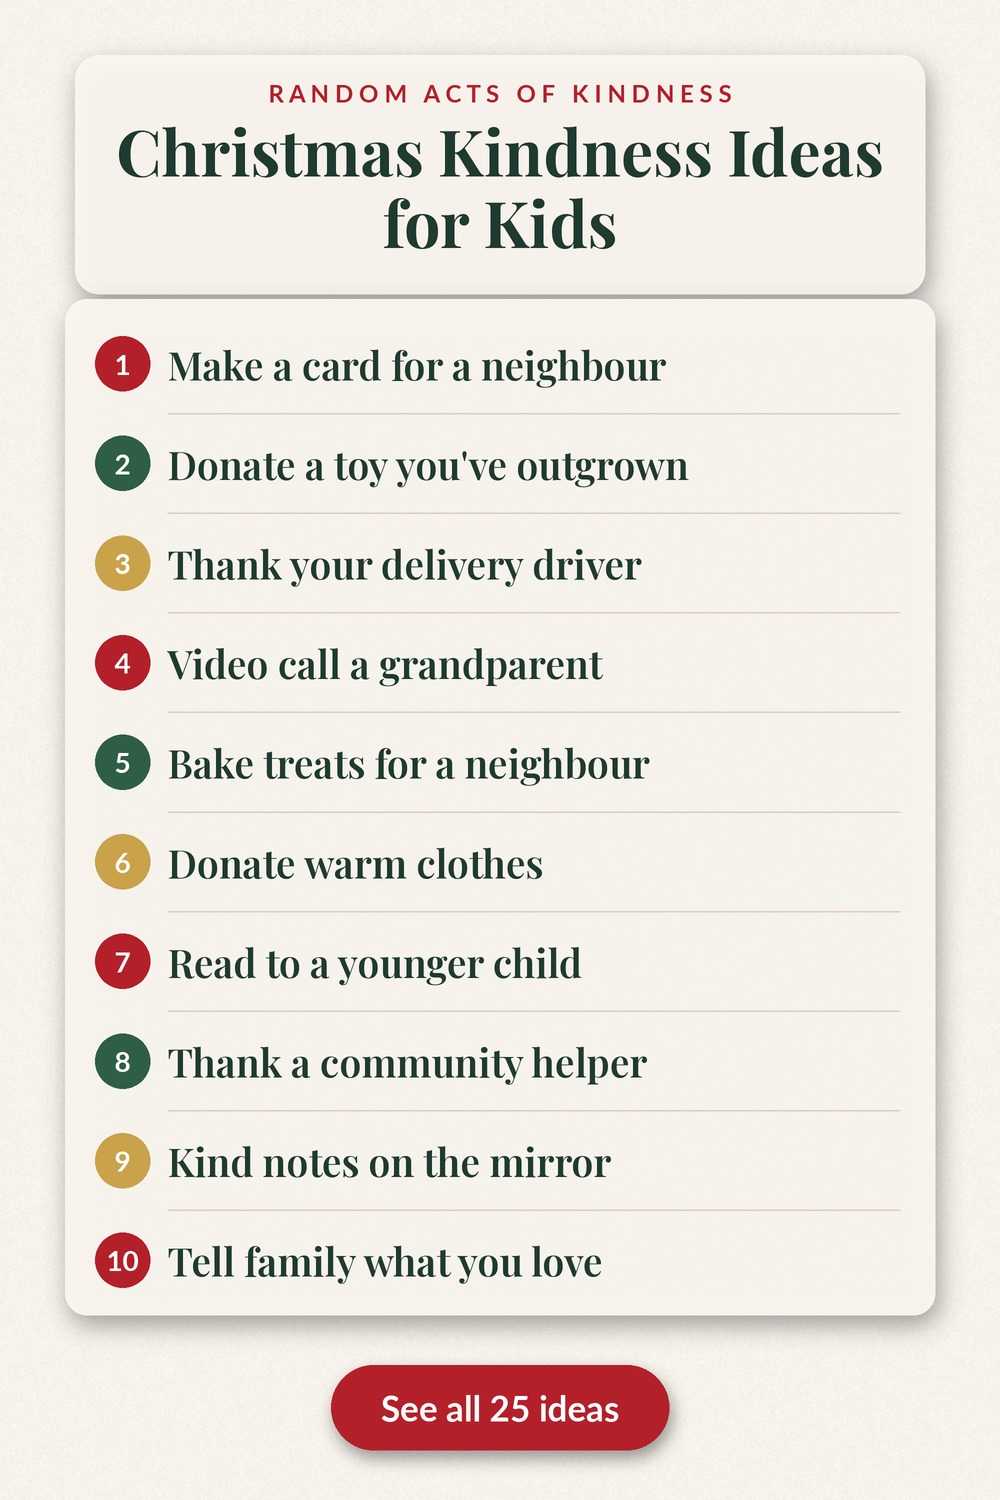 RANDOM ACTS OF KINDNESS
Christmas Kindness Ideas
for Kids
1 Make a card for a neighbour
2 Donate a toy you've outgrown
3 Thank your delivery driver
4 Video call a grandparent
5 Bake treats for a neighbour
6 Donate warm clothes
7 Read to a younger child
8 Thank a community helper
9 Kind notes on the mirror
10 Tell family what you love
See all 25 ideas